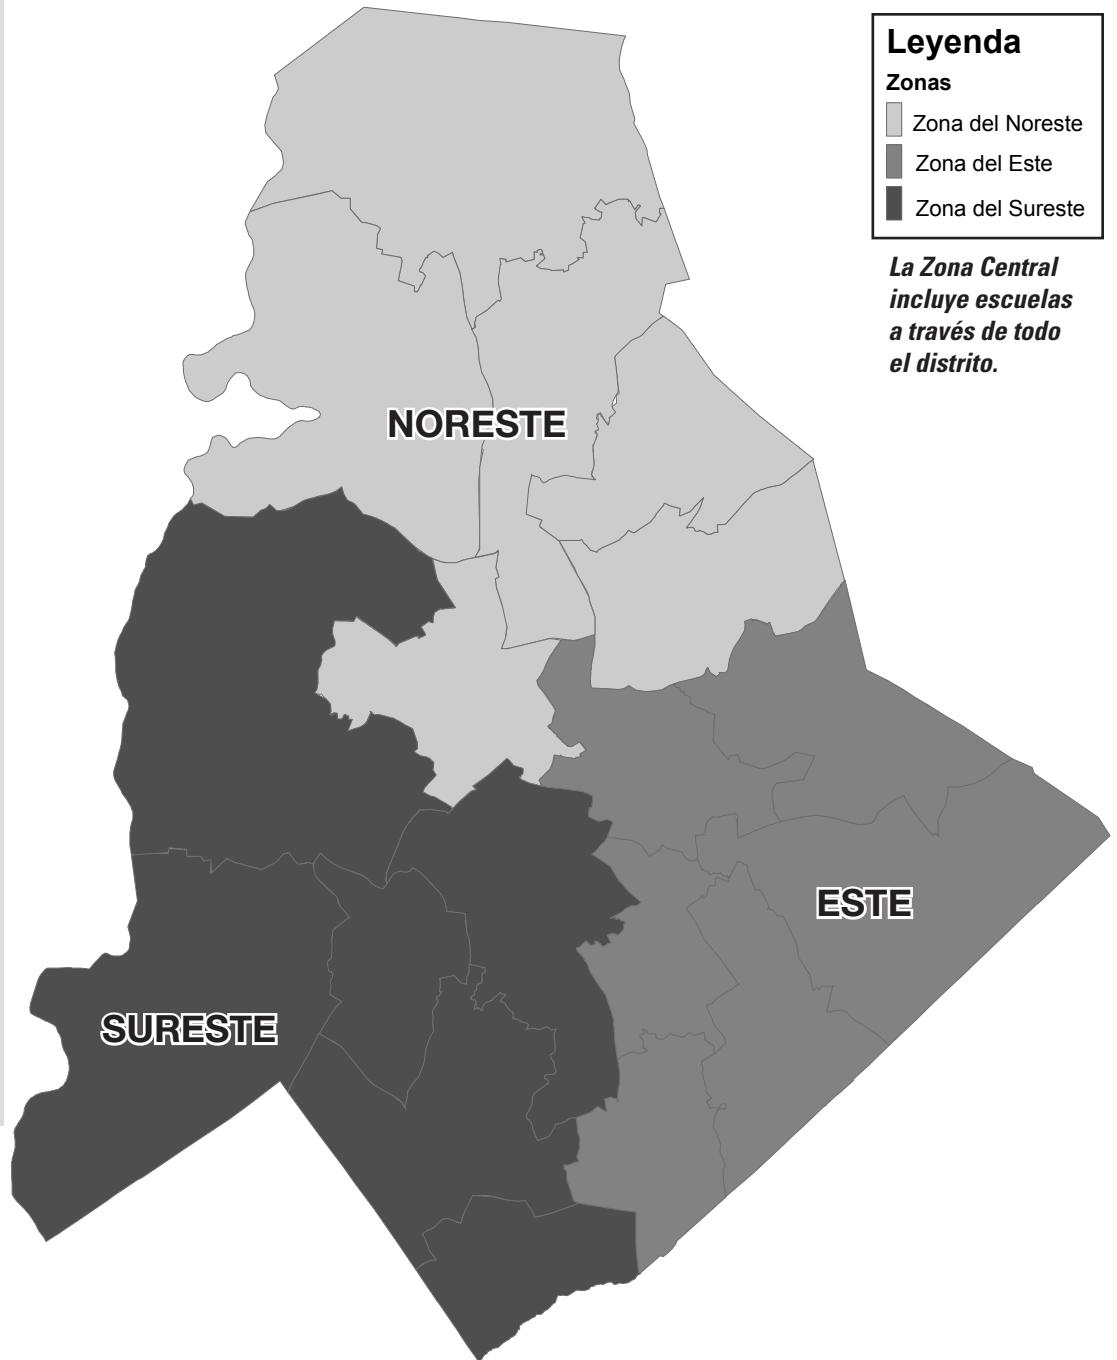 Leyenda
Zonas
Zona del Noreste
Zona del Este
Zona del Sureste
La Zona Central
incluye escuelas
a través de todo
el distrito.
NORESTE
ESTE
SURESTE